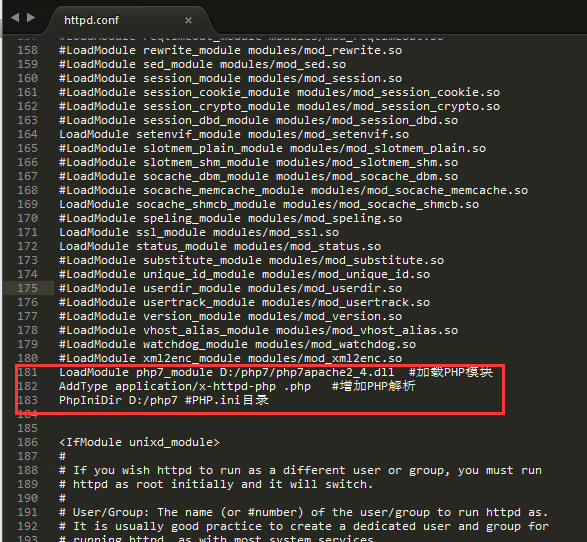 httpd.conf ×
157 #LoadModule reqtimeout_module modules/mod_reqtimeout.so
158 #LoadModule rewrite_module modules/mod_rewrite.so
159 #LoadModule sed_module modules/mod_sed.so
160 #LoadModule session_module modules/mod_session.so
161 #LoadModule session_cookie_module modules/mod_session_cookie.so
162 #LoadModule session_crypto_module modules/mod_session_crypto.so
163 #LoadModule session_dbd_module modules/mod_session_dbd.so
164 LoadModule setenvif_module modules/mod_setenvif.so
165 #LoadModule slotmem_plain_module modules/mod_slotmem_plain.so
166 #LoadModule slotmem_shm_module modules/mod_slotmem_shm.so
167 #LoadModule socache_dbm_module modules/mod_socache_dbm.so
168 #LoadModule socache_memcache_module modules/mod_socache_memcache.so
169 LoadModule socache_shmcb_module modules/mod_socache_shmcb.so
170 #LoadModule speling_module modules/mod_speling.so
171 LoadModule ssl_module modules/mod_ssl.so
172 LoadModule status_module modules/mod_status.so
173 #LoadModule substitute_module modules/mod_substitute.so
174 #LoadModule unique_id_module modules/mod_unique_id.so
175 #LoadModule userdir_module modules/mod_userdir.so
176 #LoadModule usertrack_module modules/mod_usertrack.so
177 #LoadModule version_module modules/mod_version.so
178 #LoadModule vhost_alias_module modules/mod_vhost_alias.so
179 #LoadModule watchdog_module modules/mod_watchdog.so
180 #LoadModule xml2enc_module modules/mod_xml2enc.so
181 LoadModule php7_module D:/php7/php7apache2_4.dll #加载PHP模块
182 AddType application/x-httpd-php .php #增加PHP解析
183 PhpIniDir D:/php7 #PHP.ini目录
184
185
186 <IfModule unixd_module>
187 #
188 # If you wish httpd to run as a different user or group, you must run
189 # httpd as root initially and it will switch.
190 #
191 # User/Group: The name (or #number) of the user/group to run httpd as.
192 # It is usually good practice to create a dedicated user and group for
193 # running httpd, as with most system services.